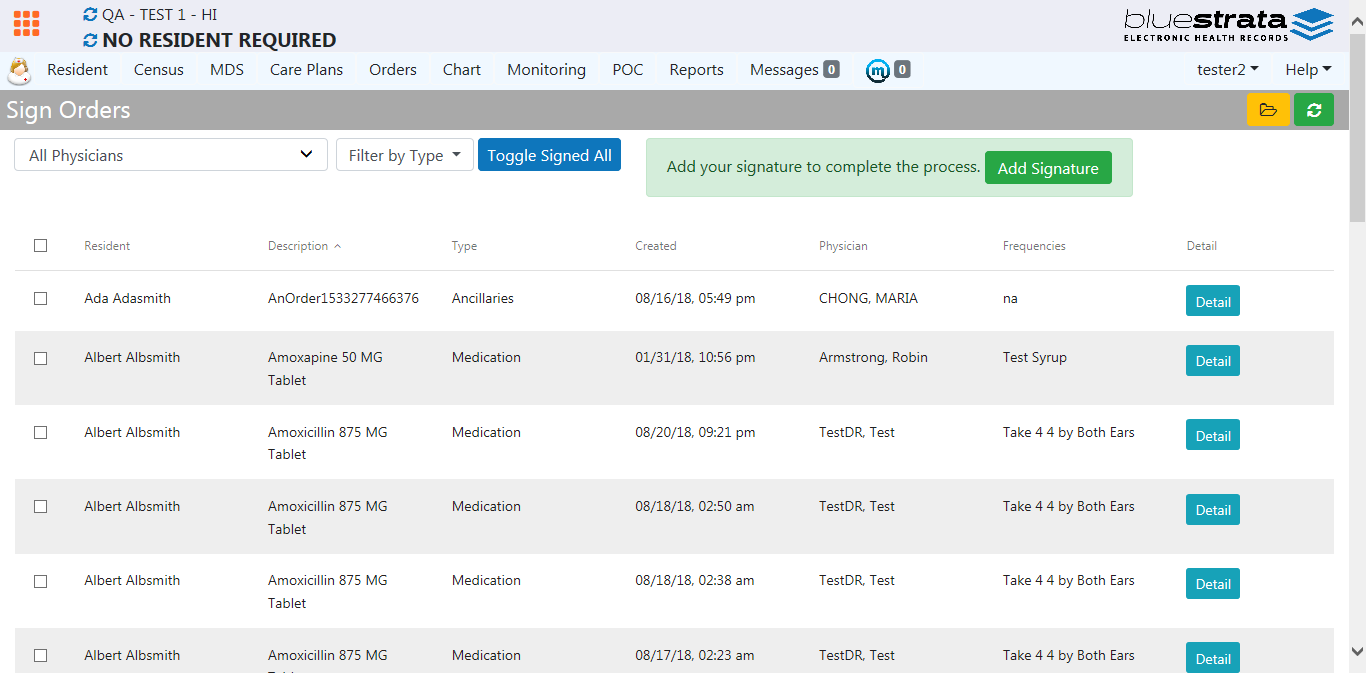 QA - TEST 1 - HI
NO RESIDENT REQUIRED
bluestrata
ELECTRONIC HEALTH RECORDS
Resident Census MDS Care Plans Orders Chart Monitoring POC Reports Messages 0 m 0 tester2 Help
Sign Orders
All Physicians Filter by Type Toggle Signed All Add your signature to complete the process. Add Signature
Resident Description Type Created Physician Frequencies Detail
Ada Adasmith AnOrder1533277466376 Ancillaries 08/16/18, 05:49 pm CHONG, MARIA na Detail
Albert Albsmith Amoxapine 50 MG Medication 01/31/18, 10:56 pm Armstrong, Robin Test Syrup Detail
Tablet
Albert Albsmith Amoxicillin 875 MG Medication 08/20/18, 09:21 pm TestDR, Test Take 4 4 by Both Ears Detail
Tablet
Albert Albsmith Amoxicillin 875 MG Medication 08/18/18, 02:50 am TestDR, Test Take 4 4 by Both Ears Detail
Tablet
Albert Albsmith Amoxicillin 875 MG Medication 08/18/18, 02:38 am TestDR, Test Take 4 4 by Both Ears Detail
Tablet
Albert Albsmith Amoxicillin 875 MG Medication 08/17/18, 02:23 am TestDR, Test Take 4 4 by Both Ears Detail